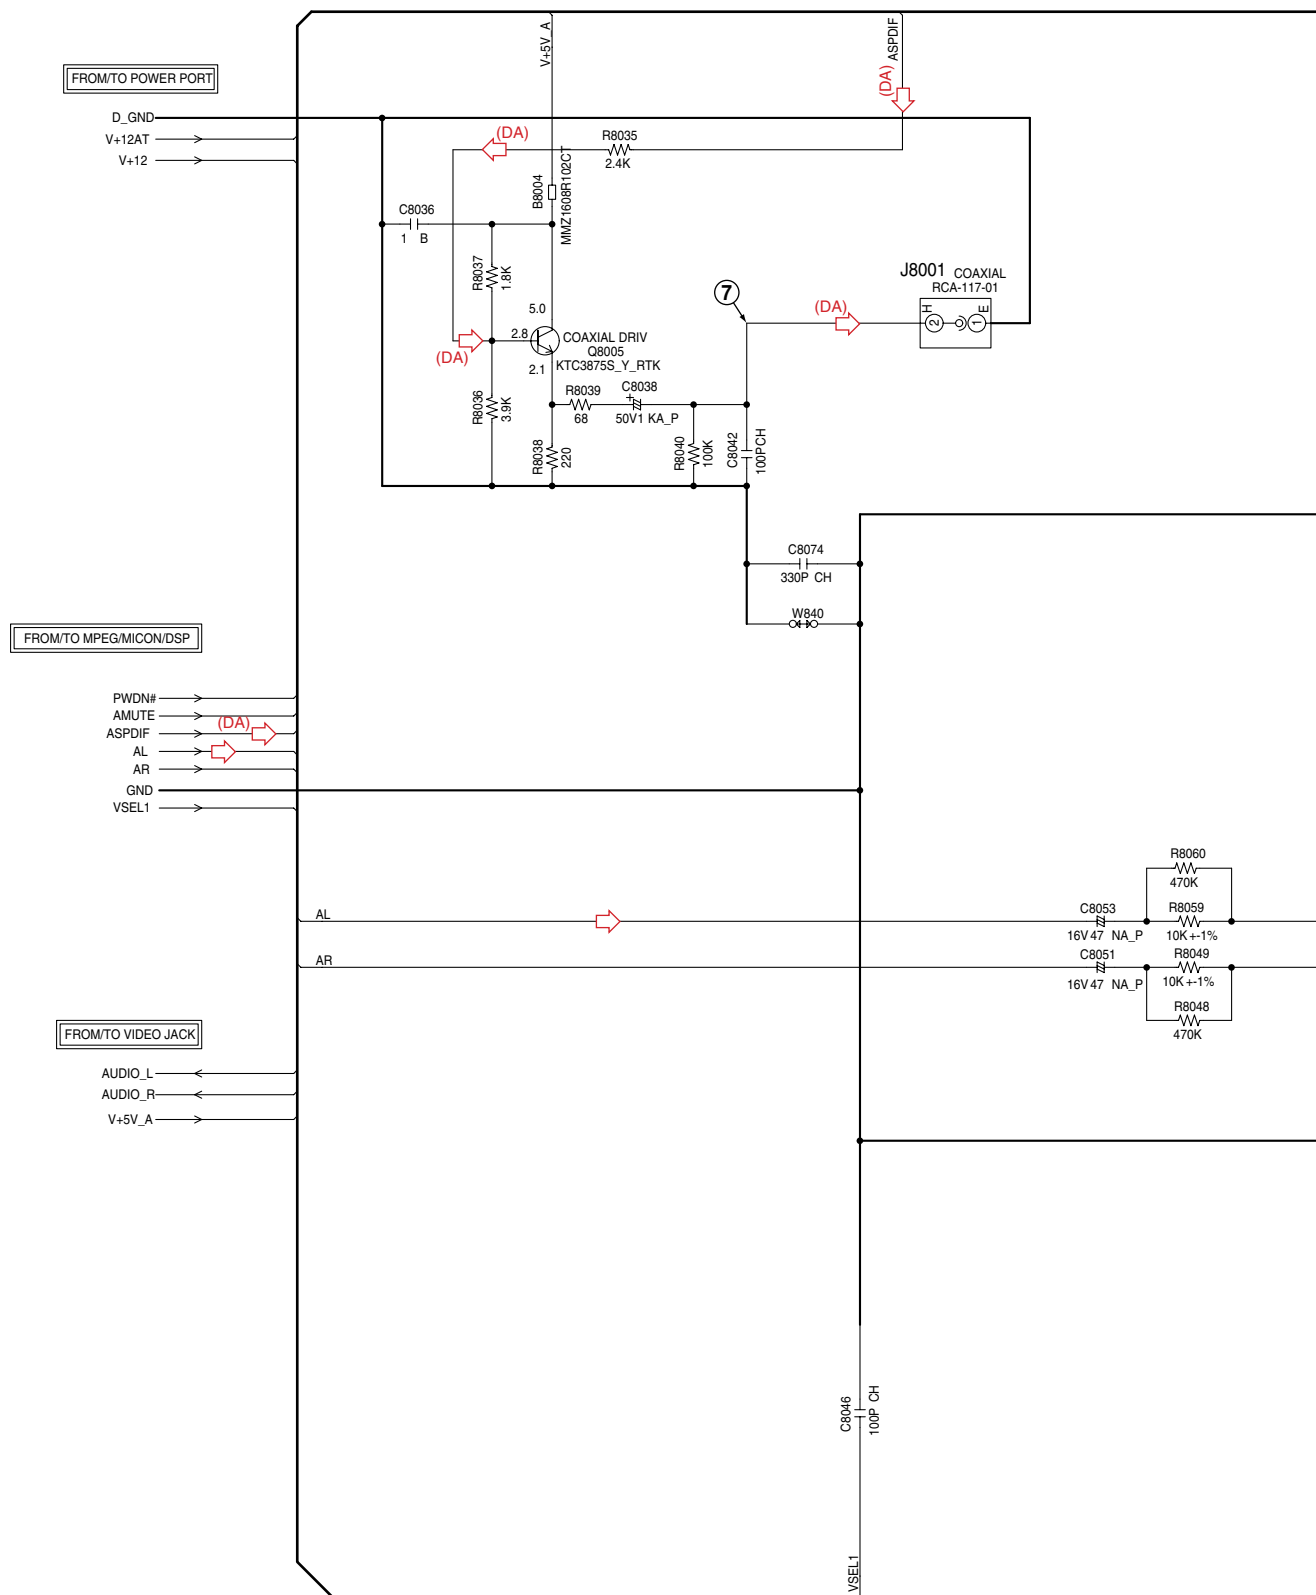 V+5V_A
ASPDIF
(DA)
FROM/TO POWER PORT
D_GND
V+12AT
V+12
(DA)
R8035
2.4K
B8004
MMZ1608R102CT
C8036
1 B
R8037
1.8K
7
J8001 COAXIAL
RCA-117-01
H
2
1
E
(DA)
5.0
2.8
2.1
(DA)
COAXIAL DRIV
Q8005
KTC3875S_Y_RTK
R8036
3.9K
R8039
68
C8038
+
50V1 KA_P
R8038
220
R8040
100K
C8042
100PCH
C8074
330P CH
W840
FROM/TO MPEG/MICON/DSP
PWDN#
AMUTE
ASPDIF
(DA)
AL
AR
GND
VSEL1
R8060
470K
AL
C8053
16V47 NA_P
R8059
10K+-1%
AR
C8051
16V47 NA_P
R8049
10K+-1%
R8048
470K
FROM/TO VIDEO JACK
AUDIO_L
AUDIO_R
V+5V_A
C8046
100P CH
VSEL1